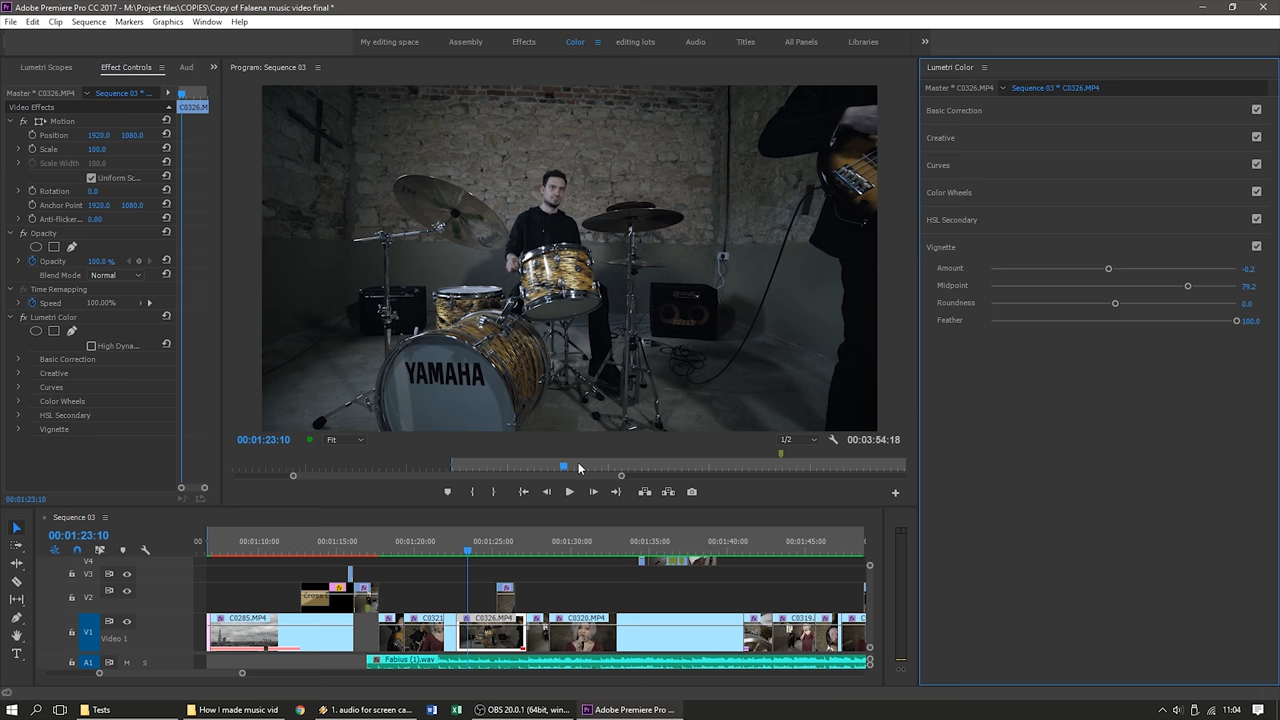 Adobe Premiere Pro CC 2017 - M:\Project files\COPIES\Copy of Falaena music video final *
File Edit Clip Sequence Markers Graphics Window Help
My editing space Assembly Effects Color editing lots Audio Titles All Panels Libraries
Lumetri Scopes Effect Controls Aud
Program: Sequence 03
Lumetri Color
Master * C0326.MP4 Sequence 03 * ... C0326.M
Master * C0326.MP4 Sequence 03 * C0326.MP4
Video Effects
Motion
Position 1920.0 1080.0
Scale 100.0
Scale Width 100.0
Uniform Sc...
Rotation 0.0
Anchor Point 1920.0 1080.0
Anti-flicker... 0.00
Opacity
Opacity 100.0 %
Blend Mode Normal
Time Remapping
Speed 100.00%
Lumetri Color
High Dyna...
Basic Correction
Creative
Curves
Color Wheels
HSL Secondary
Vignette
00:01:23:10
YAMAHA
00:01:23:10 Fit 1/2 00:03:54:18
Basic Correction
Creative
Curves
Color Wheels
HSL Secondary
Vignette
Amount -0.2
Midpoint 79.2
Roundness 0.0
Feather 100.0
Sequence 03
00:01:23:10
00 00:01:10:00 00:01:15:00 00:01:20:00 00:01:25:00 00:01:30:00 00:01:35:00 00:01:40:00 00:01:45:00
V4
V3
V2
V1 Video 1
C0285.MP4 C0321 C0326.MP4 C0320.MP4 C0319.
A1 M S Fabius (1).wav
Tests How I made music vid 1. audio for screen ca... OBS 20.0.1 (64bit, win... Adobe Premiere Pro ... 11:04